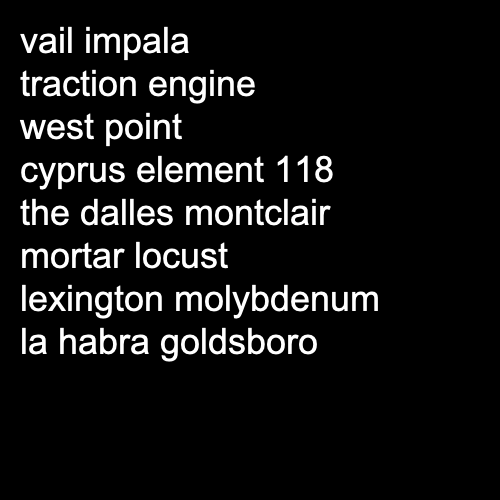 vail impala
traction engine
west point
cyprus element 118
the dalles montclair
mortar locust
lexington molybdenum
la habra goldsboro